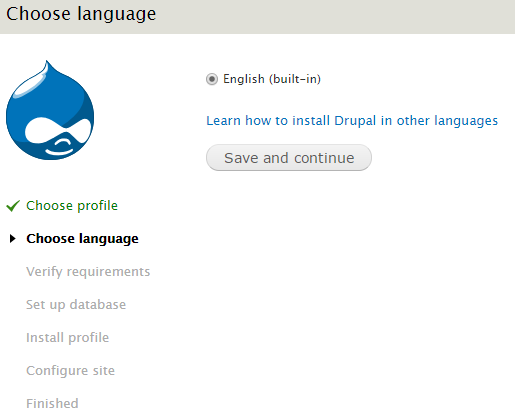 Choose language
English (built-in)
Learn how to install Drupal in other languages
Save and continue
Choose profile
Choose language
Verify requirements
Set up database
Install profile
Configure site
Finished